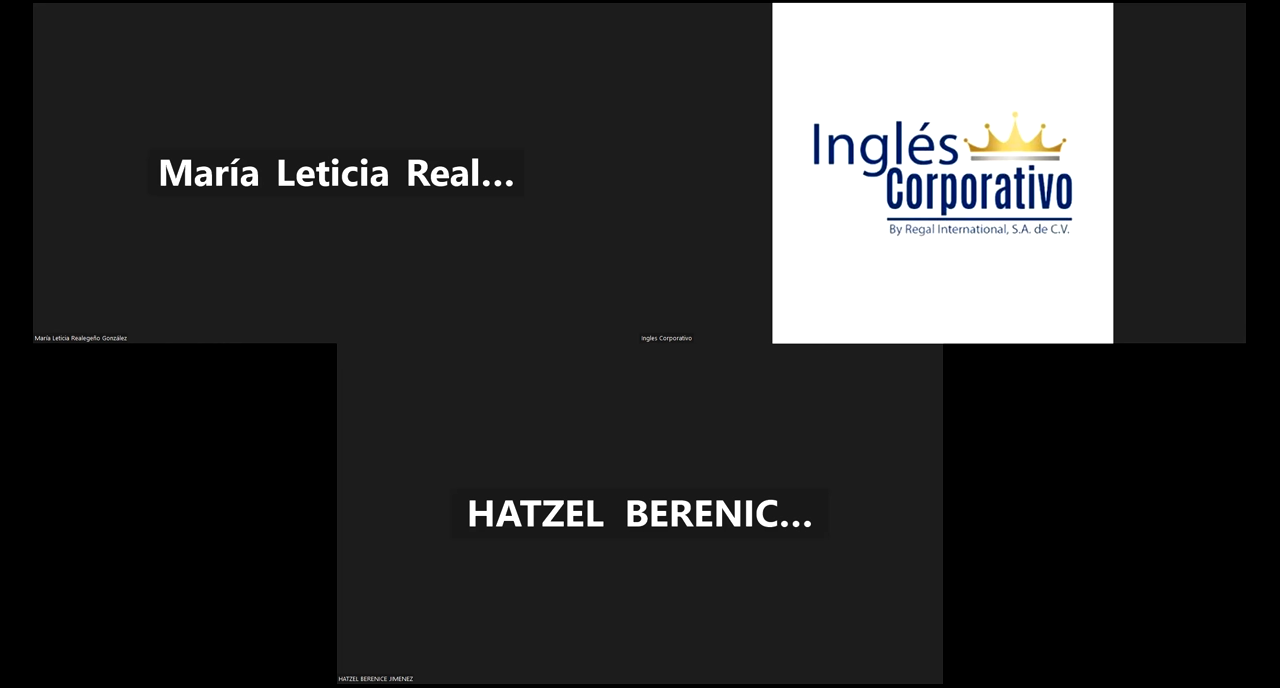 María Leticia Real...
Inglés
Corporativo
By Regal International, S.A. de C.V.
María Leticia Realegeño González
Ingles Corporativo
HATZEL BERENIC...
HATZEL BERENICE JIMENEZ